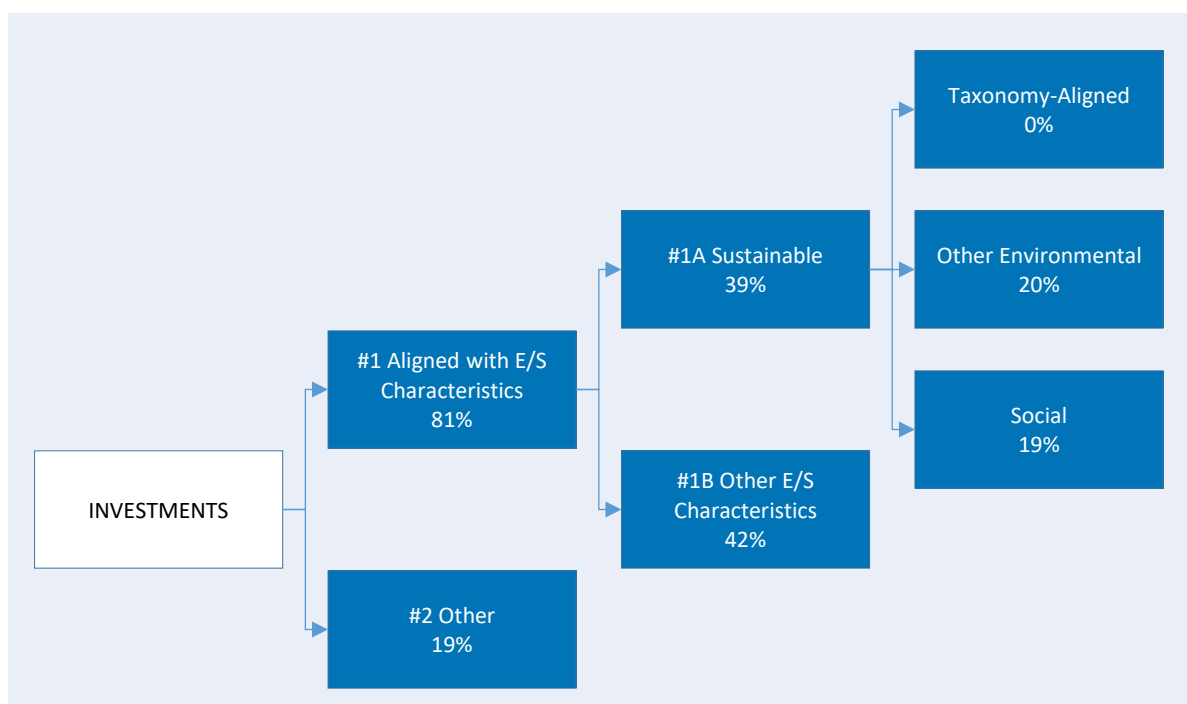 INVESTMENTS
#1 Aligned with E/S
Characteristics
81%
#2 Other
19%
#1A Sustainable
39%
#1B Other E/S
Characteristics
42%
Taxonomy-Aligned
0%
Other Environmental
20%
Social
19%